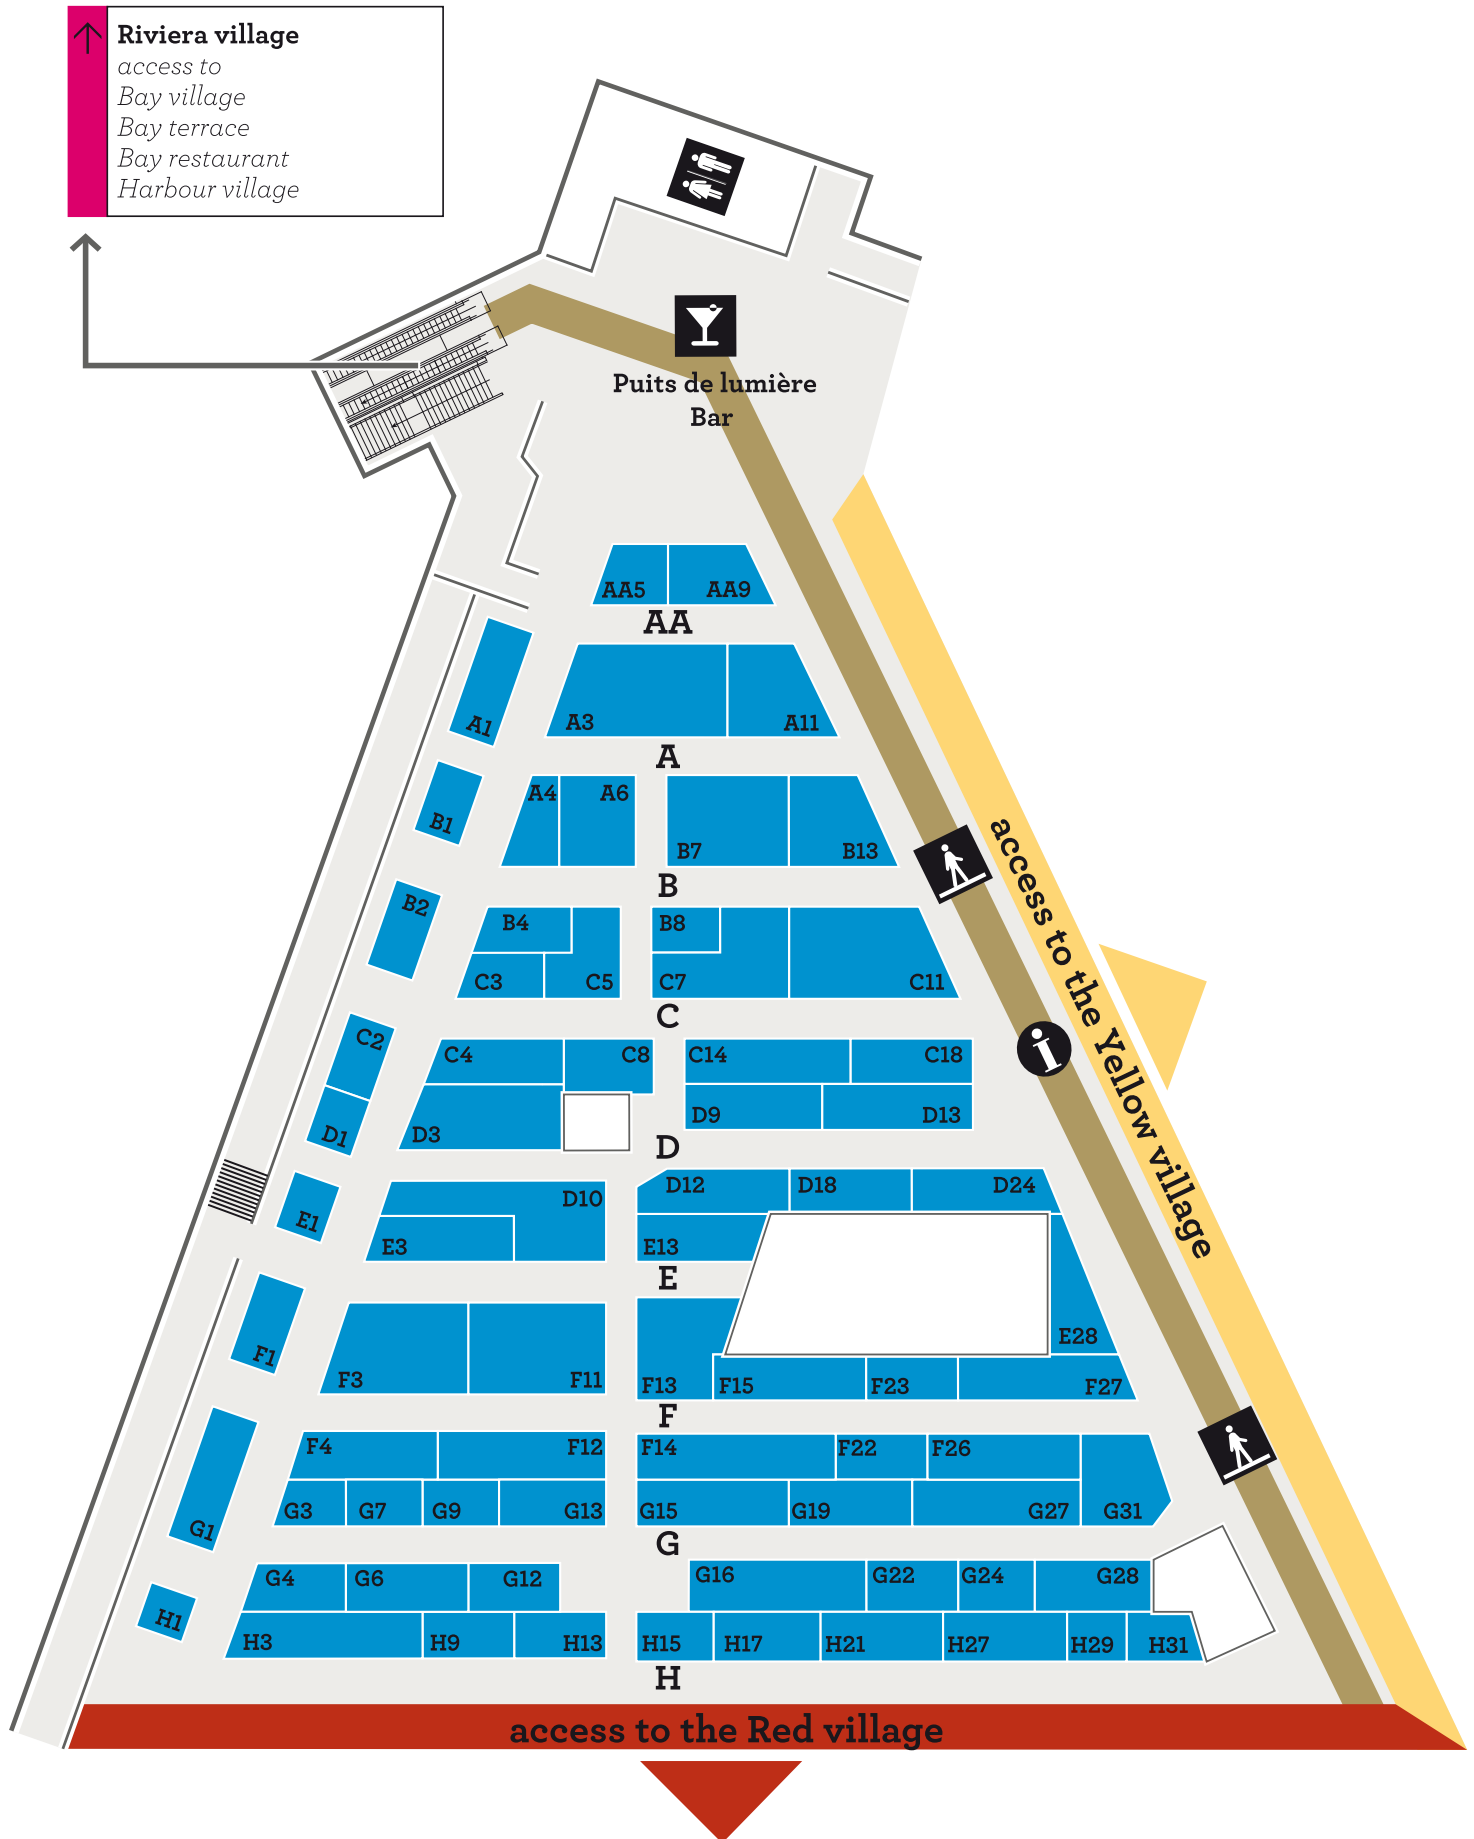 Riviera village
access to
Bay village
Bay terrace
Bay restaurant
Harbour village
Puits de lumière
Bar
AA5 AA9
AA
A1 A3 A11
A
A4 A6
B1 B7 B13
B
B2 B4 B8
C3 C5 C7 C11
C
C2 C4 C8 C14 C18
D1 D3 D9 D13
D
D10 D12 D18 D24
E1 E3 E13
E
E28
F1 F3 F11 F13 F15 F23 F27
F
F4 F12 F14 F22 F26
G1 G3 G7 G9 G13 G15 G19 G27 G31
G
G4 G6 G12 G16 G22 G24 G28
H1 H3 H9 H13 H15 H17 H21 H27 H29 H31
H
access to the Yellow village
access to the Red village